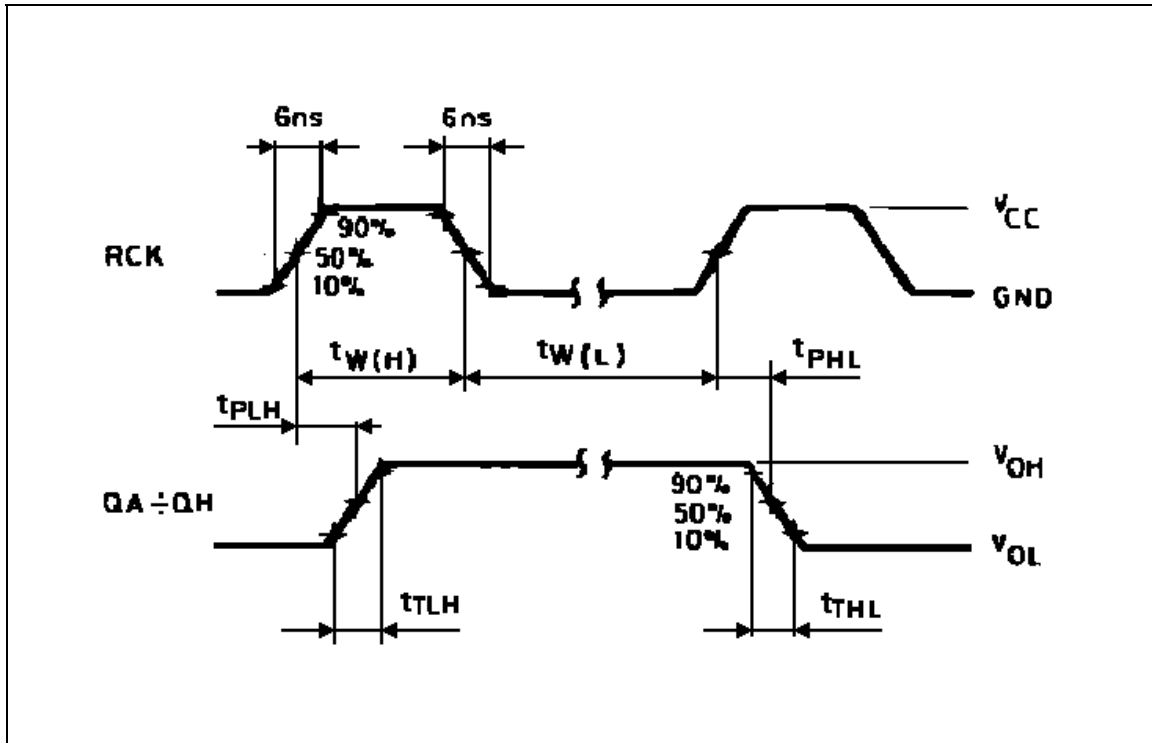 6ns 6ns
VCC
90%
RCK 50%
10%
GND
tW(H) tW(L) tPHL
tPLH
VOH
90%
QA÷QH 50%
10%
VOL
tTLH tTHL